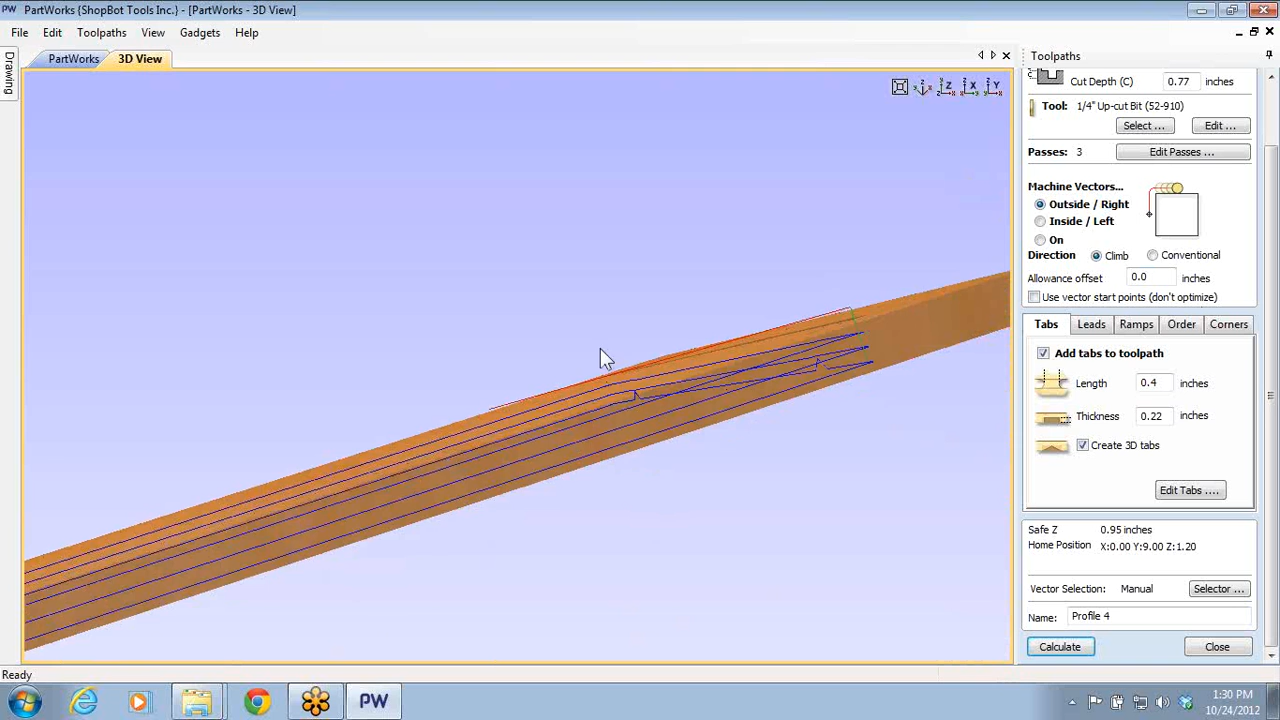 PartWorks {ShopBot Tools Inc.} - [PartWorks - 3D View]
File Edit Toolpaths View Gadgets Help
Drawing
PartWorks 3D View
Toolpaths
Cut Depth (C) 0.77 inches
Tool: 1/4" Up-cut Bit (52-910)
Select ... Edit ...
Passes: 3 Edit Passes ...
Machine Vectors...
Outside / Right
Inside / Left
On
Direction Climb Conventional
Allowance offset 0.0 inches
Use vector start points (don't optimize)
Tabs Leads Ramps Order Corners
Add tabs to toolpath
Length 0.4 inches
Thickness 0.22 inches
Create 3D tabs
Edit Tabs ....
Safe Z 0.95 inches
Home Position X:0.00 Y:9.00 Z:1.20
Vector Selection: Manual Selector ...
Name: Profile 4
Calculate Close
Ready
PW
1:30 PM
10/24/2012